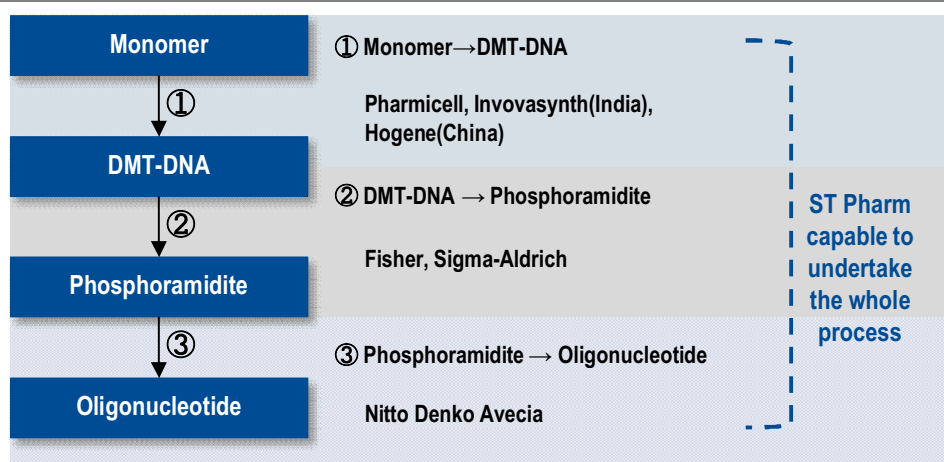 Monomer
①
DMT-DNA
②
Phosphoramidite
③
Oligonucleotide
① Monomer→DMT-DNA
Pharmicell, Invovasynth(India),
Hogene(China)
② DMT-DNA → Phosphoramidite
Fisher, Sigma-Aldrich
③ Phosphoramidite → Oligonucleotide
Nitto Denko Avecia
ST Pharm
capable to
undertake
the whole
process